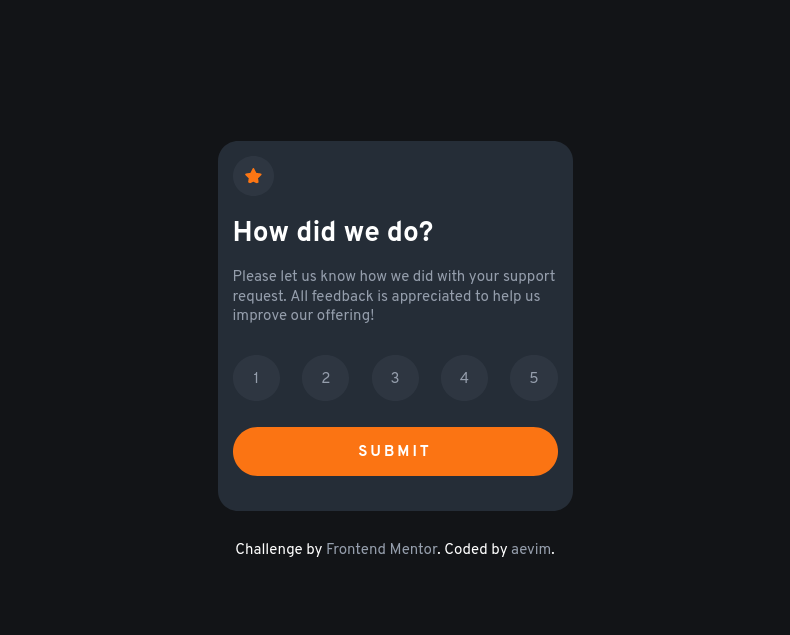 How did we do?
Please let us know how we did with your support
request. All feedback is appreciated to help us
improve our offering!
1 2 3 4 5
SUBMIT
Challenge by Frontend Mentor. Coded by aevim.